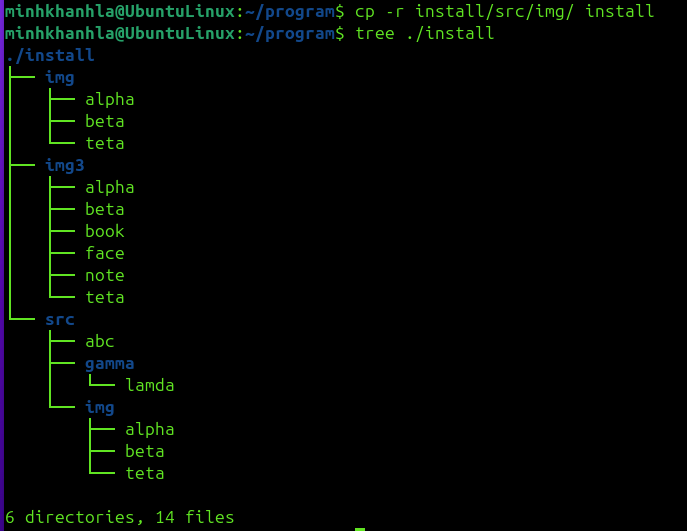 minhkhanhla@UbuntuLinux:~/program$ cp -r install/src/img/ install
minhkhanhla@UbuntuLinux:~/program$ tree ./install
./install
├── img
│   ├── alpha
│   ├── beta
│   └── teta
├── img3
│   ├── alpha
│   ├── beta
│   ├── book
│   ├── face
│   ├── note
│   └── teta
└── src
    ├── abc
    ├── gamma
    │   └── lamda
    └── img
        ├── alpha
        ├── beta
        └── teta

6 directories, 14 files